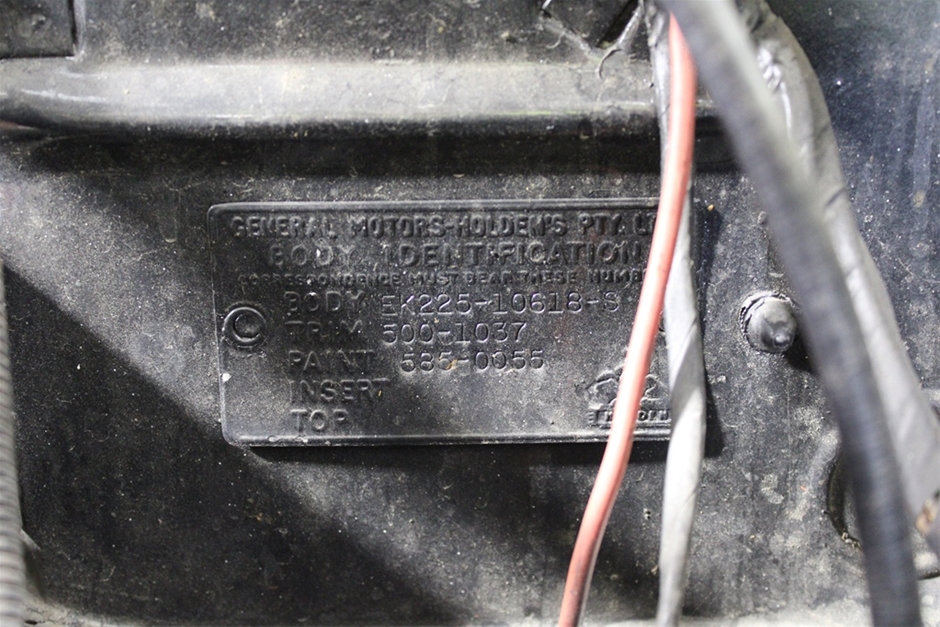 GENERAL MOTORS-HOLDEN'S PTY. L
BODY IDENTIFICATION
CORRESPONDENCE MUST BEAR THESE NUMB
BODY EK225-10618-S
TRIM 500-1037
PAINT 585-0055
INSERT
TOP